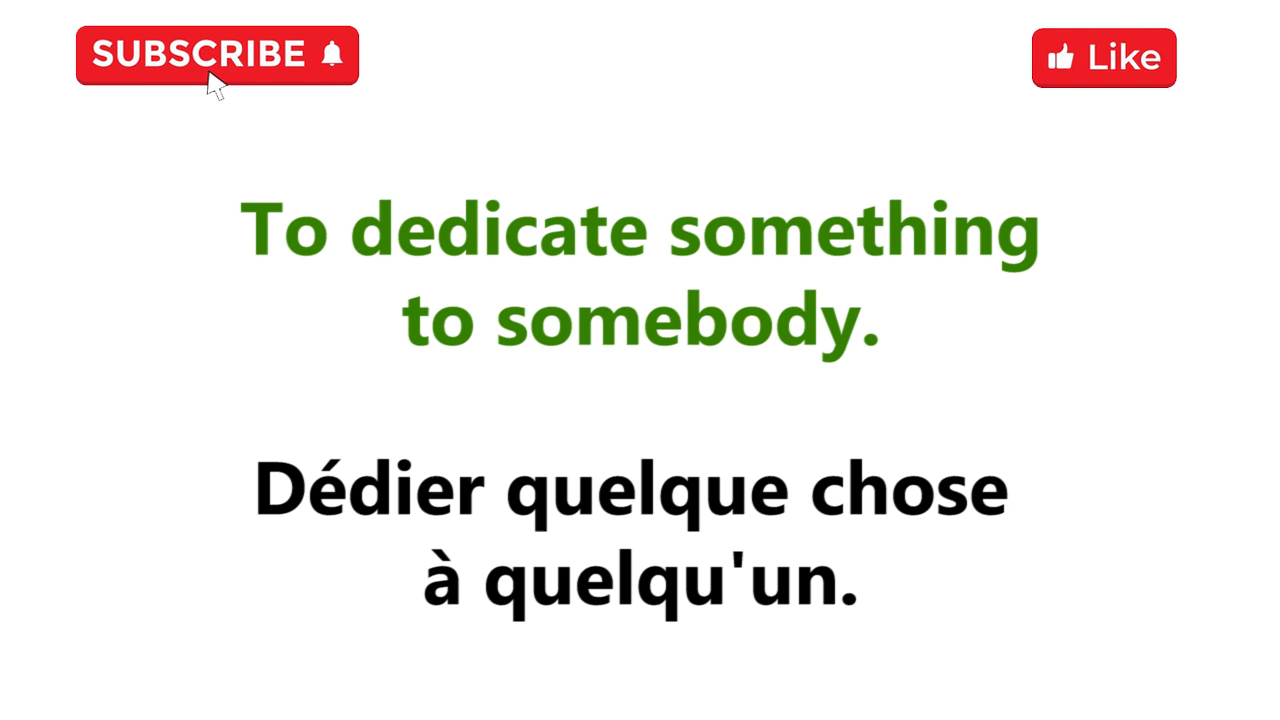 SUBSCRIBE
Like
To dedicate something
to somebody.
Dédier quelque chose
à quelqu'un.